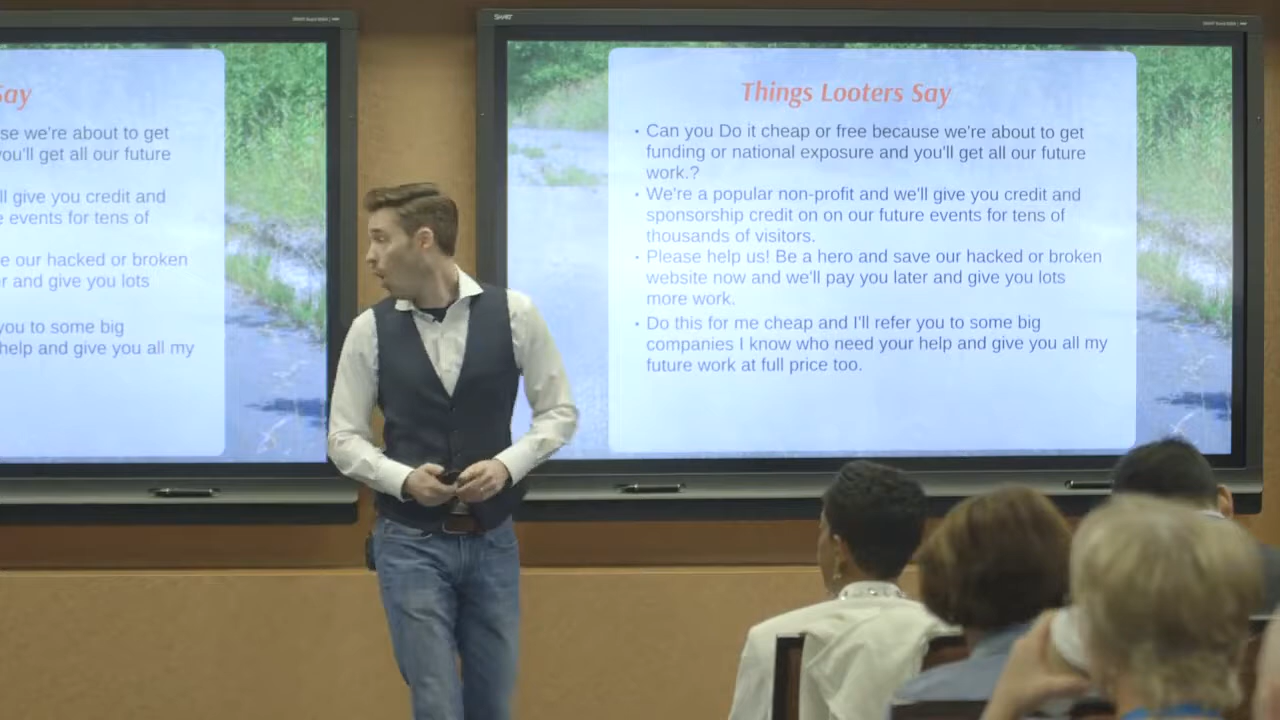 SMART
Say
se we're about to get
you'll get all our future
ll give you credit and
e events for tens of
e our hacked or broken
r and give you lots
you to some big
help and give you all my
Things Looters Say
• Can you Do it cheap or free because we're about to get
funding or national exposure and you'll get all our future
work.?
• We're a popular non-profit and we'll give you credit and
sponsorship credit on on our future events for tens of
thousands of visitors.
• Please help us! Be a hero and save our hacked or broken
website now and we'll pay you later and give you lots
more work.
• Do this for me cheap and I'll refer you to some big
companies I know who need your help and give you all my
future work at full price too.